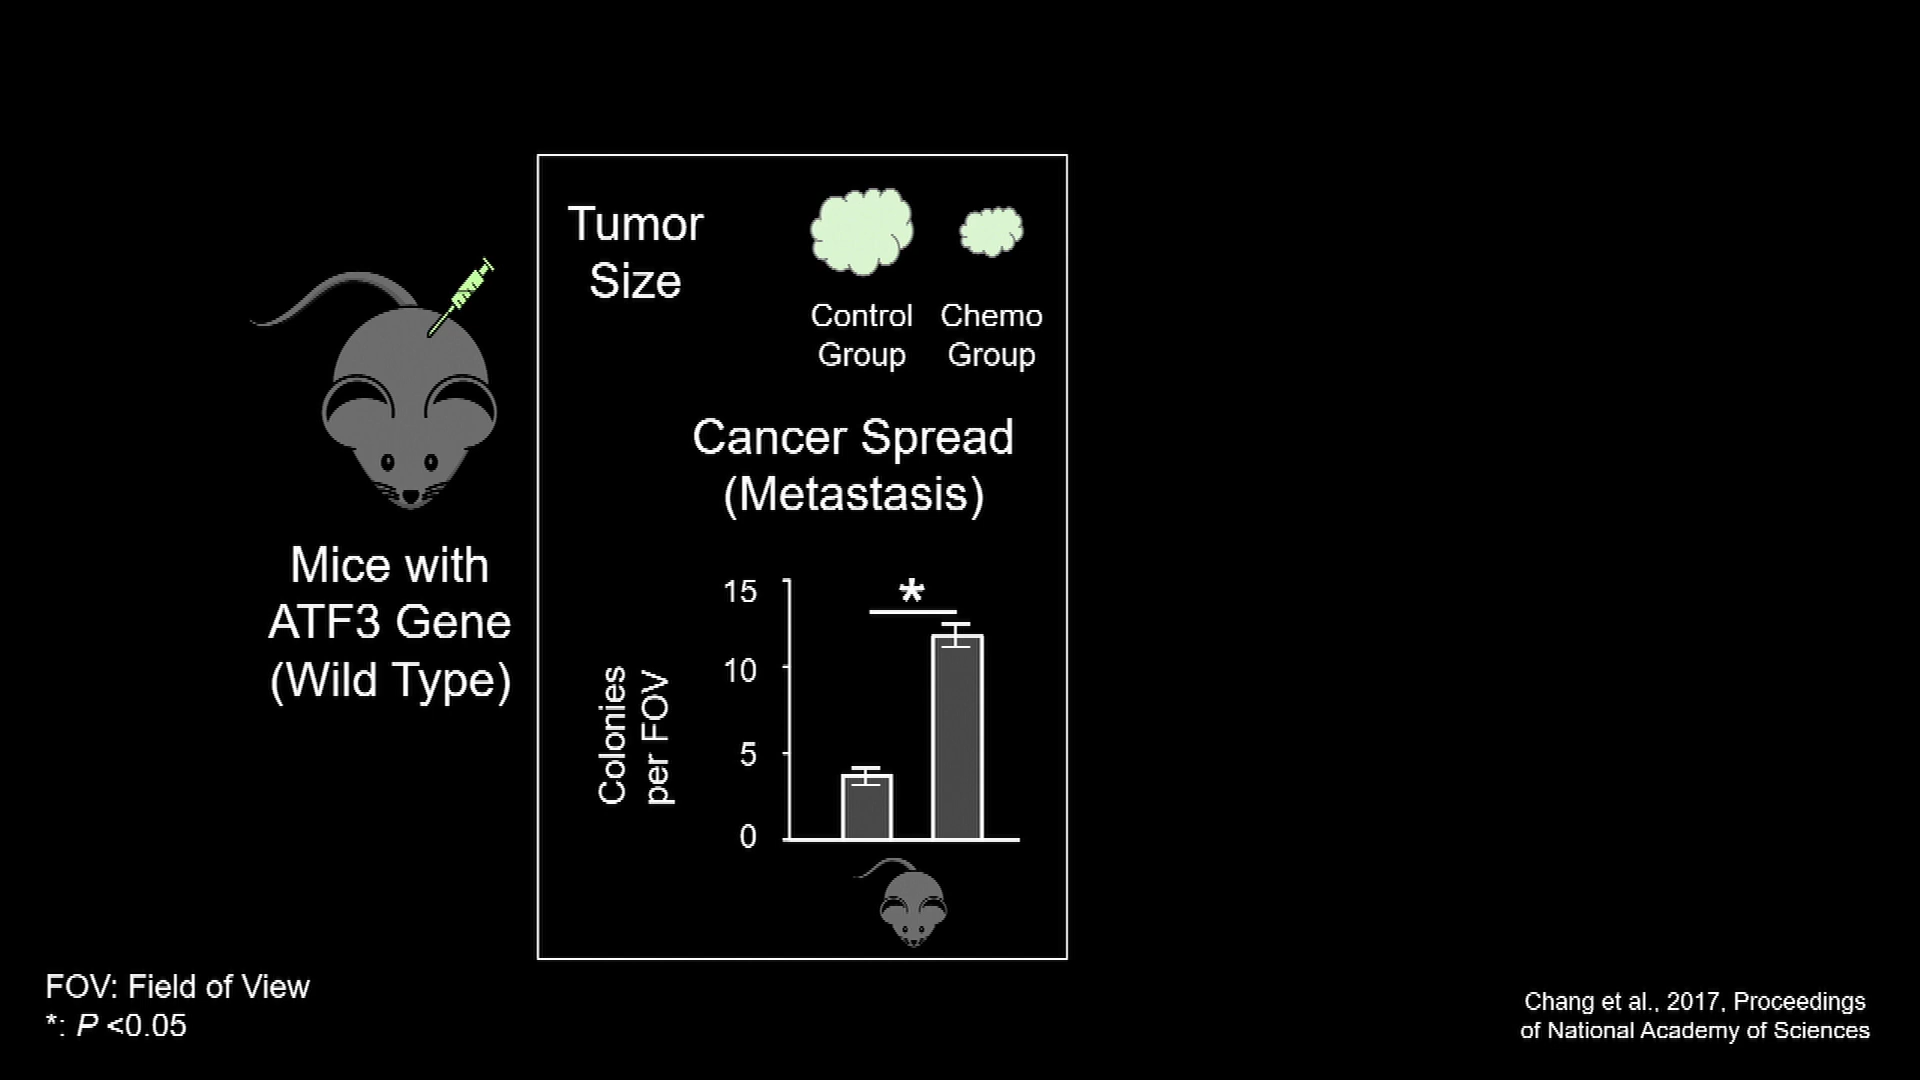 Tumor
Size
Control
Group
Chemo
Group
Mice with
ATF3 Gene
(Wild Type)
Cancer Spread
(Metastasis)
Colonies
per FOV
15
10
5
0
*
FOV: Field of View
*: P <0.05
Chang et al., 2017, Proceedings
of National Academy of Sciences